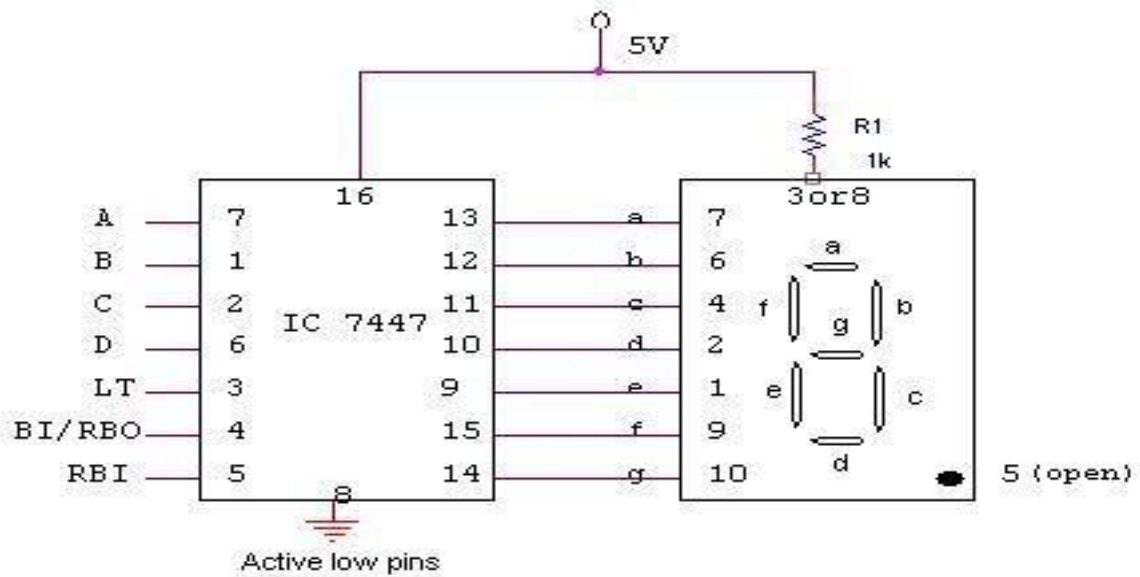 5V
R1
1k
16
3or8
A 7 13 a 7
B 1 12 b 6
C 2 11 c 4
D 6 10 d 2
LT 3 9 e 1
BI/RBO 4 15 f 9
RBI 5 14 g 10
IC 7447
a
f b
g
e c
d
8
5 (open)
Active low pins